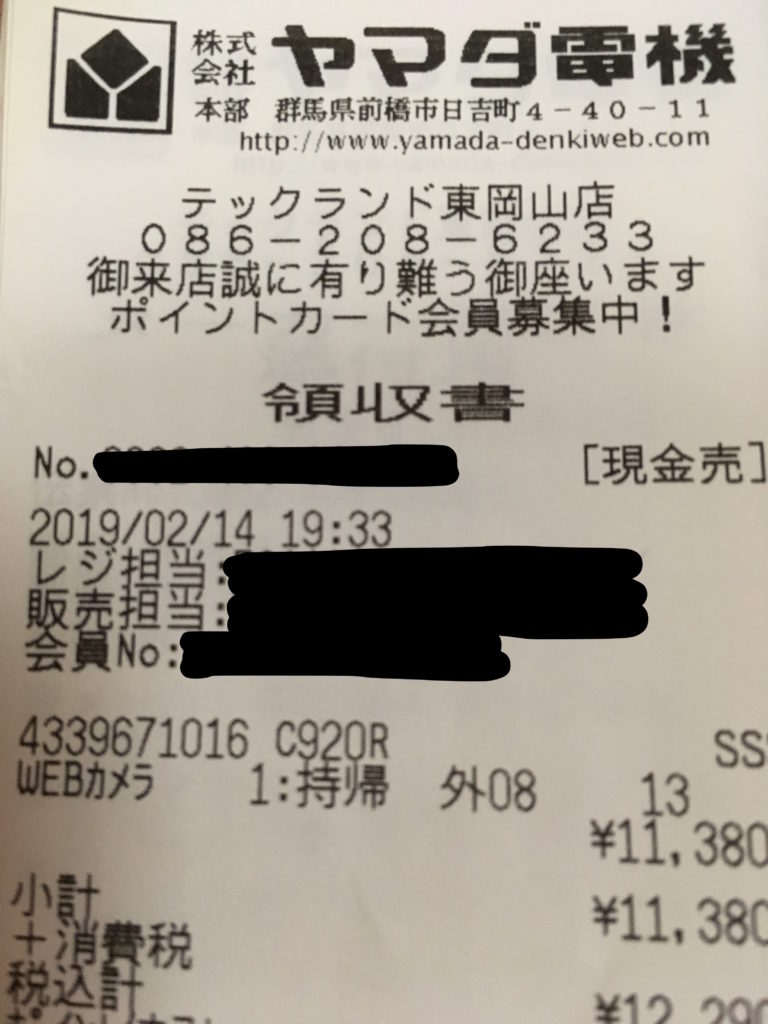 株式会社 ヤマダ電機
本部 群馬県前橋市日吉町4-40-11
http://www.yamada-denkiweb.com
テックランド東岡山店
086-208-6233
御来店誠に有り難う御座います
ポイントカード会員募集中!
領収書
No. [現金売]
2019/02/14 19:33
レジ担当:
販売担当:
会員No:
4339671016 C920R SS
WEBカメラ 1:持帰 外08 13
¥11,380
小計 ¥11,380
+消費税
税込計 ¥12,290